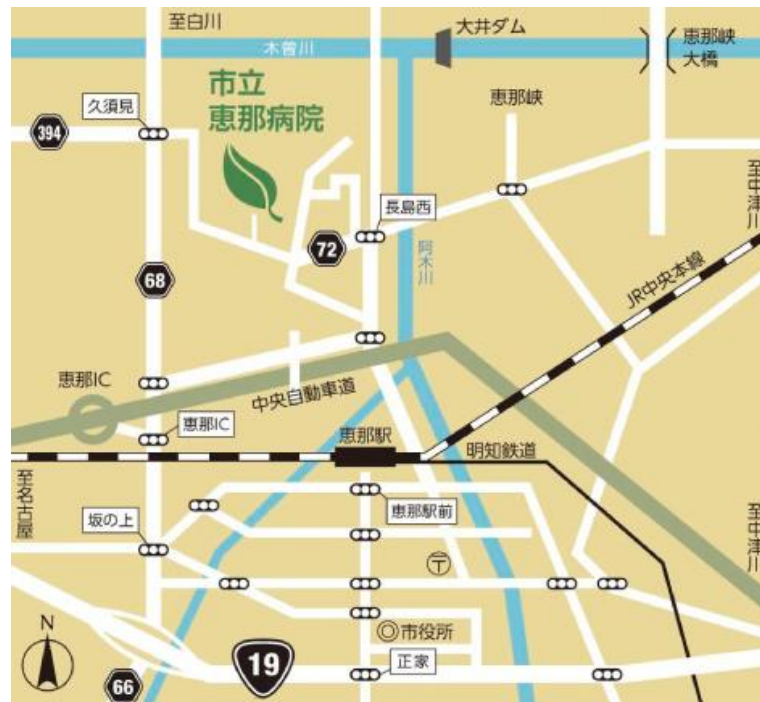 至白川
大井ダム
木曽川
恵那峡
大橋
市立
恵那病院
久須見
恵那峡
394
至中津川
長島西
72
阿木川
68
JR中央本線
恵那IC
中央自動車道
恵那IC
恵那駅
明知鉄道
至名古屋
坂の上
恵那駅前
至中津川
〒
N
◎市役所
19
正家
66